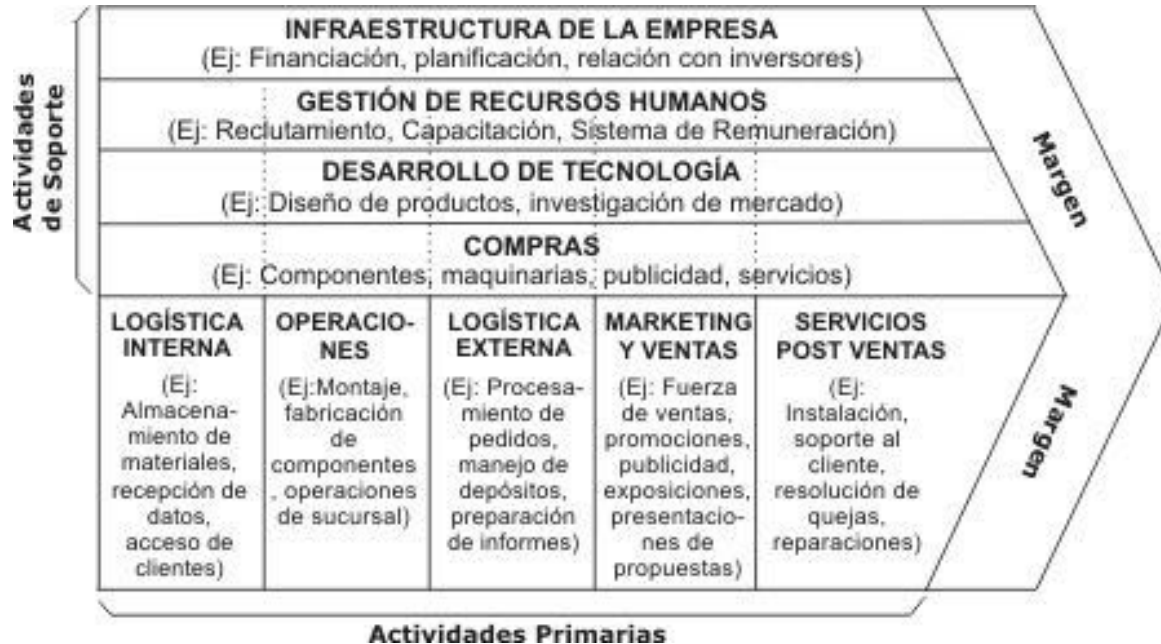 Actividades
de Soporte
INFRAESTRUCTURA DE LA EMPRESA
(Ej: Financiación, planificación, relación con inversores)
GESTIÓN DE RECURSOS HUMANOS
(Ej: Reclutamiento, Capacitación, Sistema de Remuneración)
DESARROLLO DE TECNOLOGÍA
(Ej: Diseño de productos, investigación de mercado)
COMPRAS
(Ej: Componentes, maquinarias, publicidad, servicios)
Margen
LOGÍSTICA
INTERNA
(Ej:
Almacena-
miento de
materiales,
recepción de
datos,
acceso de
clientes)
OPERACIO-
NES
(Ej:Montaje,
fabricación
de
componentes
, operaciones
de sucursal)
LOGÍSTICA
EXTERNA
(Ej: Procesa-
miento de
pedidos,
manejo de
depósitos,
preparación
de informes)
MARKETING
Y VENTAS
(Ej: Fuerza
de ventas,
promociones,
publicidad,
exposiciones,
presentacio-
nes de
propuestas)
SERVICIOS
POST VENTAS
(Ej:
Instalación,
soporte al
cliente,
resolución de
quejas,
reparaciones)
Margen
Actividades Primarias